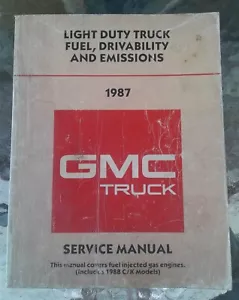 LIGHT DUTY TRUCK
FUEL, DRIVABILITY
AND EMISSIONS
1987
GMC
TRUCK
SERVICE MANUAL
This manual covers fuel injected gas engines.
(includes 1988 C/K Models)